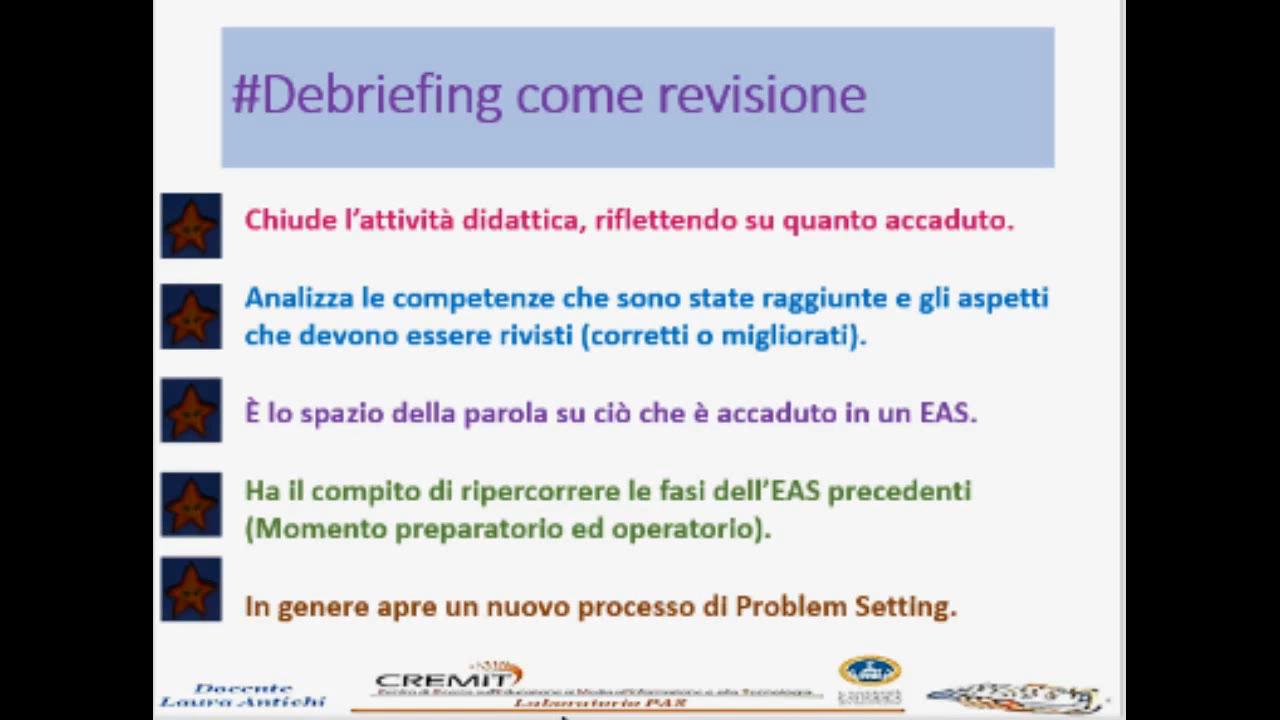 #Debriefing come revisione
Chiude l'attività didattica, riflettendo su quanto accaduto.
Analizza le competenze che sono state raggiunte e gli aspetti
che devono essere rivisti (corretti o migliorati).
È lo spazio della parola su ciò che è accaduto in un EAS.
Ha il compito di ripercorrere le fasi dell'EAS precedenti
(Momento preparatorio ed operatorio).
In genere apre un nuovo processo di Problem Setting.
Docente
Laura Antichi
CREMIT
Laboratorio PAS